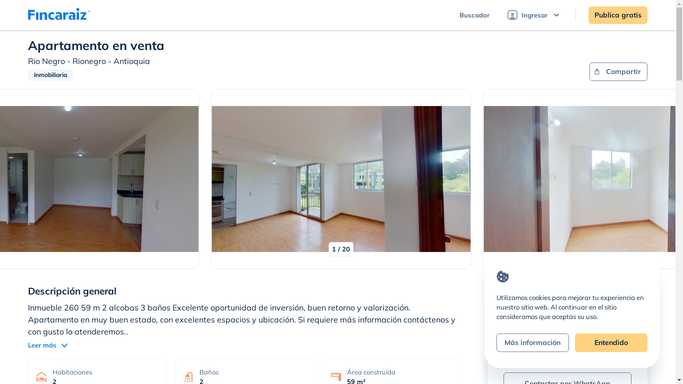 Fincaraiz
Buscador
Ingresar
Publica gratis
Apartamento en venta
Rio Negro - Rionegro - Antioquia
Inmobiliaria
Compartir
1 / 20
Descripción general
Inmueble 260 59 m 2 alcobas 3 baños Excelente oportunidad de inversión, buen retorno y valorización.
Apartamento en muy buen estado, con excelentes espacios y ubicación. Si requiere más información contáctenos y
con gusto lo atenderemos..
Leer más
Habitaciones
2
Baños
2
Área construida
59 m²
Utilizamos cookies para mejorar tu experiencia en
nuestro sitio web. Al continuar en el sitio
consideramos que aceptas su uso.
Más información
Entendido
Contactar por WhatsApp